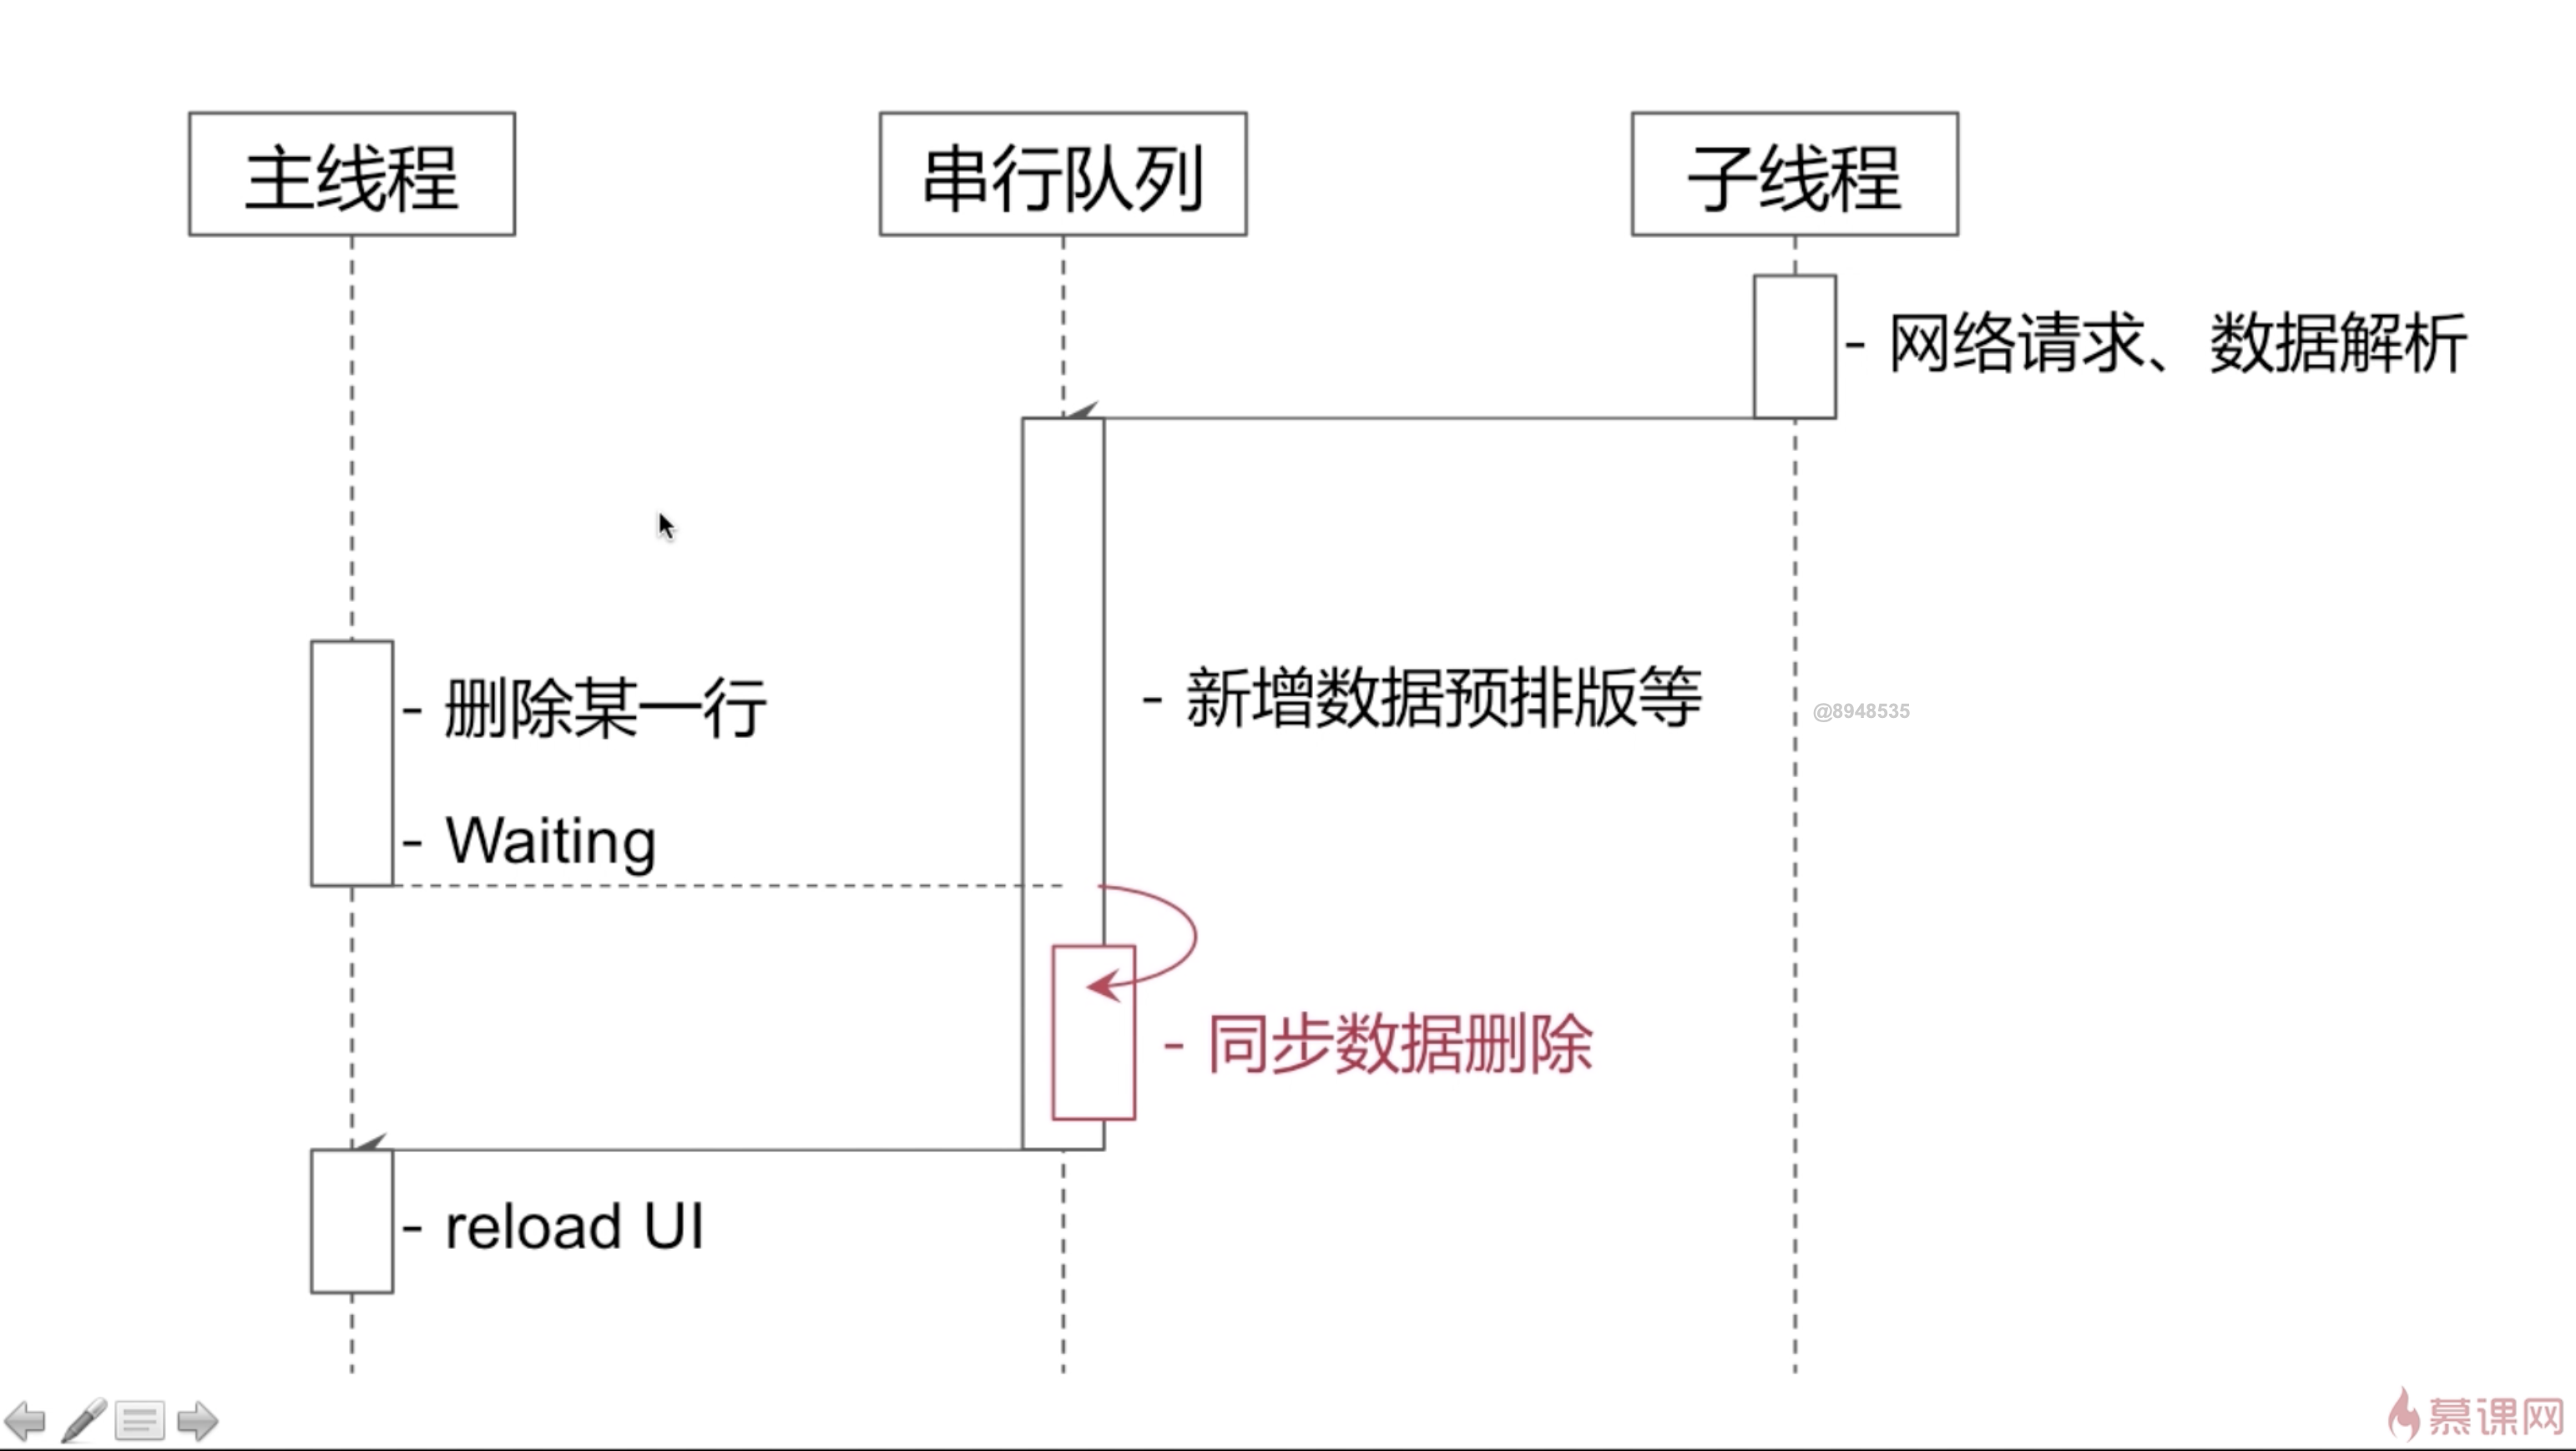 主线程
串行队列
子线程
- 网络请求、数据解析
- 删除某一行
- 新增数据预排版等
@8948535
- Waiting
- 同步数据删除
- reload UI
慕课网